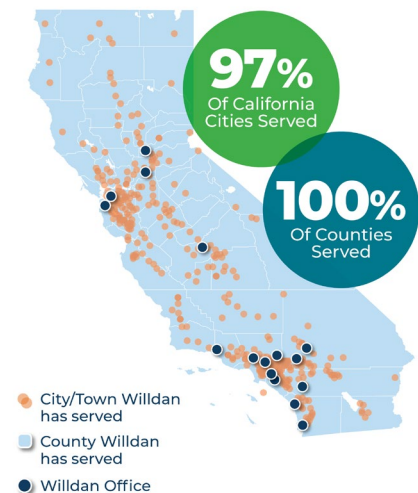 97%
Of California
Cities Served
100%
Of Counties
Served
City/Town Willdan
has served
County Willdan
has served
Willdan Office